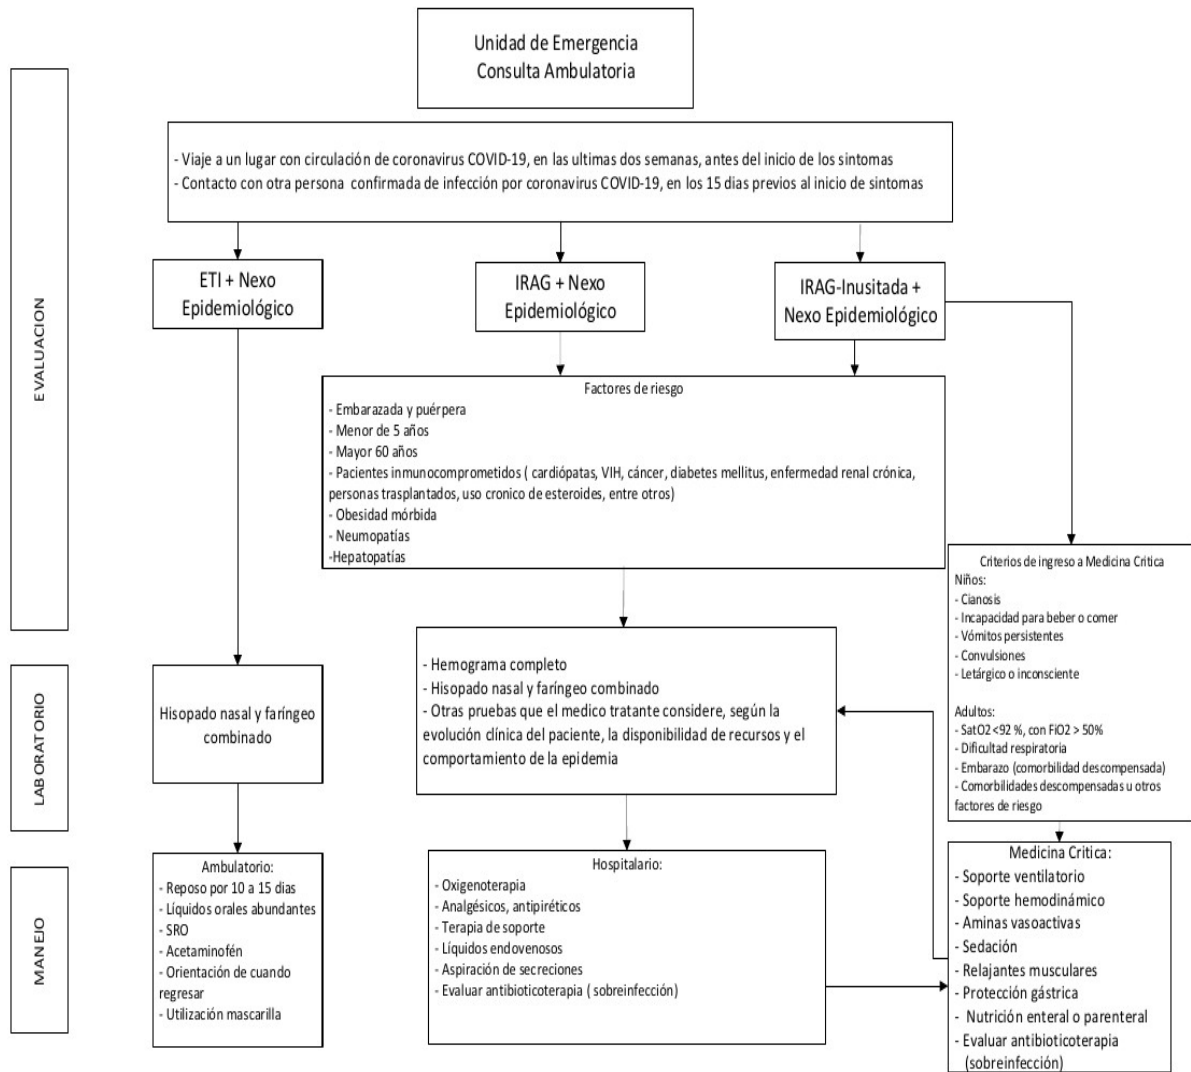 Unidad de Emergencia
Consulta Ambulatoria
EVALUACION
- Viaje a un lugar con circulación de coronavirus COVID-19, en las ultimas dos semanas, antes del inicio de los sintomas
- Contacto con otra persona confirmada de infección por coronavirus COVID-19, en los 15 dias previos al inicio de sintomas
ETI + Nexo
Epidemiológico
IRAG + Nexo
Epidemiológico
IRAG-Inusitada +
Nexo Epidemiológico
Factores de riesgo
- Embarazada y puérpera
- Menor de 5 años
- Mayor 60 años
- Pacientes inmunocomprometidos ( cardiópatas, VIH, cáncer, diabetes mellitus, enfermedad renal crónica,
personas trasplantados, uso cronico de esteroides, entre otros)
- Obesidad mórbida
- Neumopatías
-Hepatopatías
Criterios de ingreso a Medicina Critica
Niños:
- Cianosis
- Incapacidad para beber o comer
- Vómitos persistentes
- Convulsiones
- Letárgico o inconsciente
Adultos:
- SatO2 <92 %, con FiO2 > 50%
- Dificultad respiratoria
- Embarazo (comorbilidad descompensada)
- Comorbilidades descompensadas u otros
factores de riesgo
LABORATORIO
Hisopado nasal y faríngeo
combinado
- Hemograma completo
- Hisopado nasal y faríngeo combinado
- Otras pruebas que el medico tratante considere, según la
evolución clínica del paciente, la disponibilidad de recursos y el
comportamiento de la epidemia
MANEJO
Ambulatorio:
- Reposo por 10 a 15 dias
- Líquidos orales abundantes
- SRO
- Acetaminofén
- Orientación de cuando
regresar
- Utilización mascarilla
Hospitalario:
- Oxigenoterapia
- Analgésicos, antipiréticos
- Terapia de soporte
- Líquidos endovenosos
- Aspiración de secreciones
- Evaluar antibioticoterapia ( sobreinfección)
Medicina Critica:
- Soporte ventilatorio
- Soporte hemodinámico
- Aminas vasoactivas
- Sedación
- Relajantes musculares
- Protección gástrica
- Nutrición enteral o parenteral
- Evaluar antibioticoterapia
(sobreinfección)